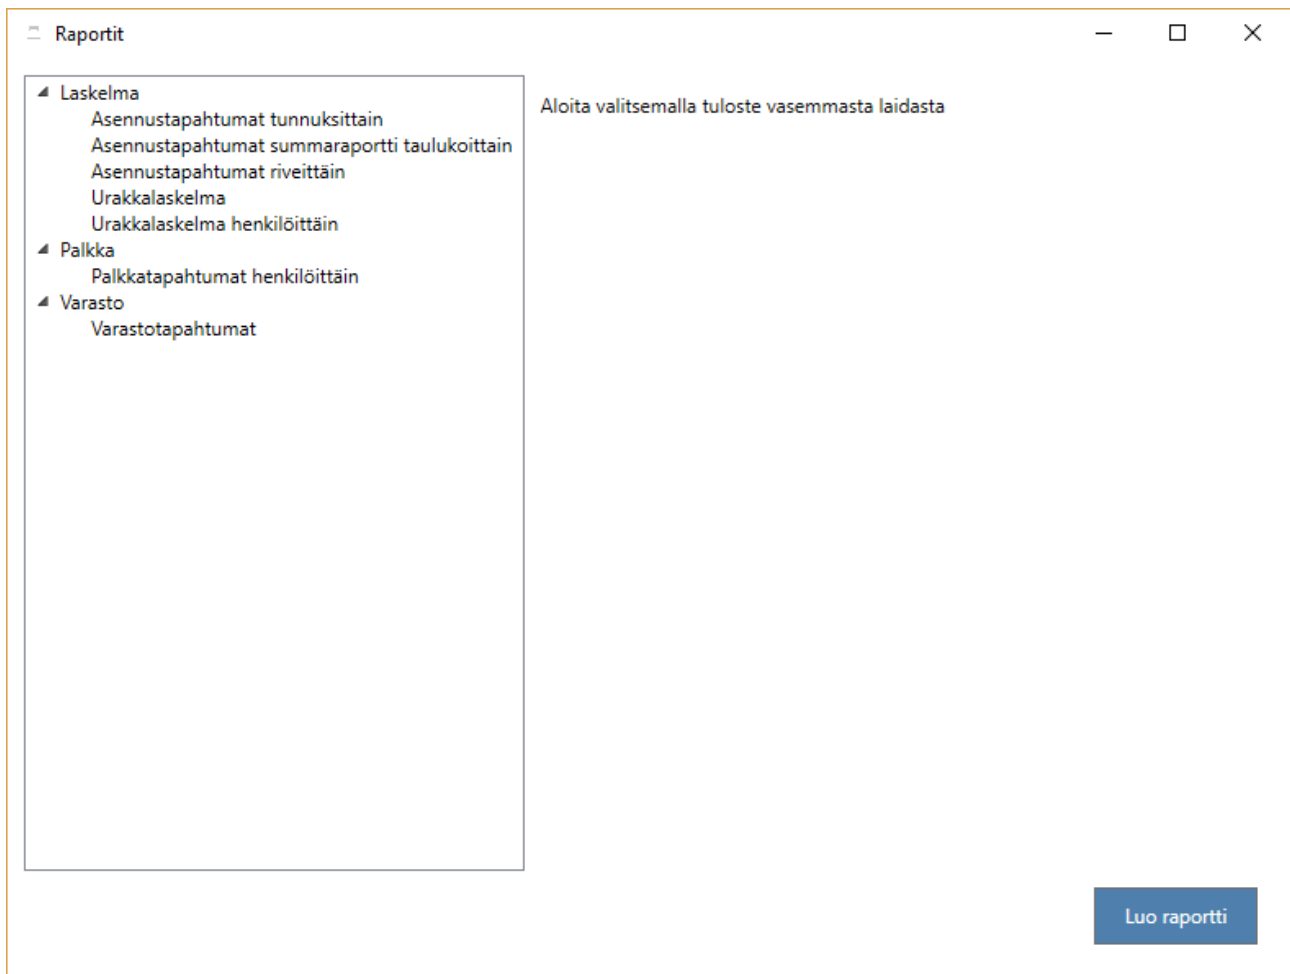 Raportit
Laskelma
Asennustapahtumat tunnuksittain
Asennustapahtumat summaraportti taulukoittain
Asennustapahtumat riveittäin
Urakkalaskelma
Urakkalaskelma henkilöittäin
Palkka
Palkkatapahtumat henkilöittäin
Varasto
Varastotapahtumat
Aloita valitsemalla tuloste vasemmasta laidasta
Luo raportti